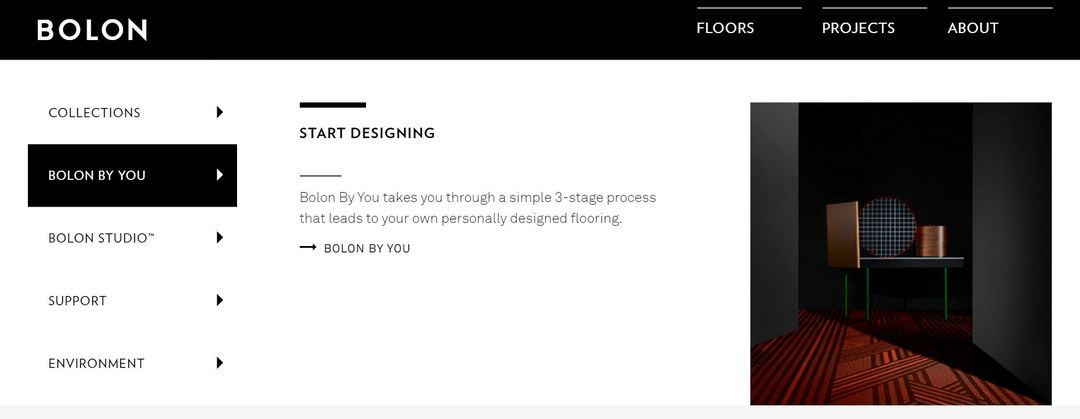 BOLON
FLOORS
PROJECTS
ABOUT
COLLECTIONS
BOLON BY YOU
BOLON STUDIO™
SUPPORT
ENVIRONMENT
START DESIGNING
Bolon By You takes you through a simple 3-stage process
that leads to your own personally designed flooring.
BOLON BY YOU